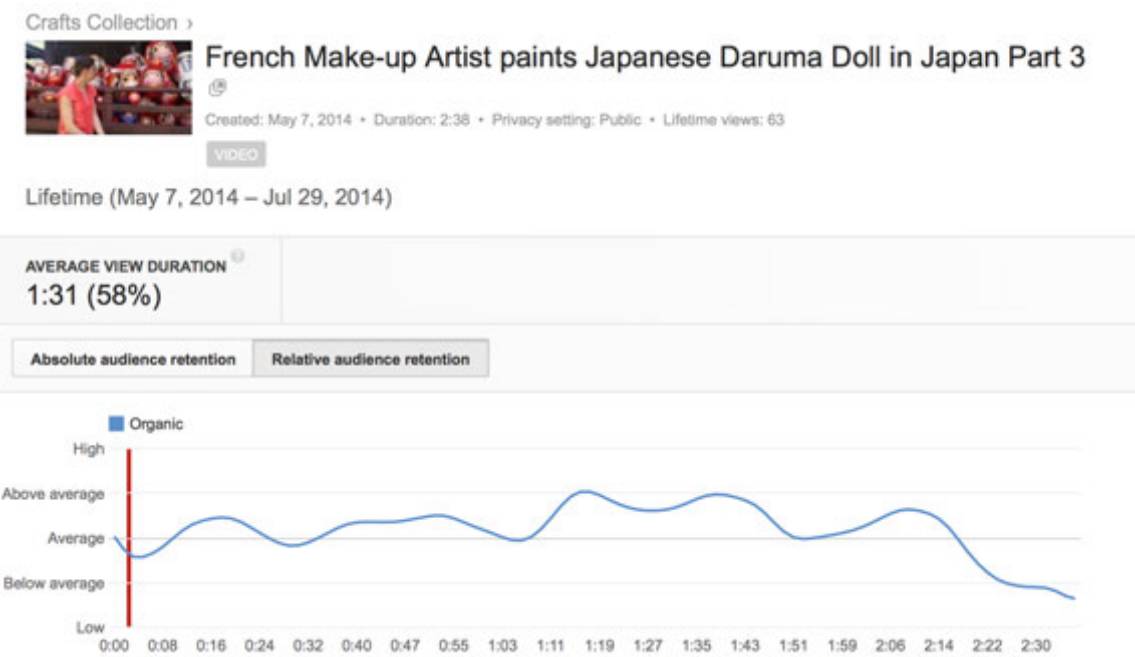 Crafts Collection ›
French Make-up Artist paints Japanese Daruma Doll in Japan Part 3
Created: May 7, 2014 • Duration: 2:38 • Privacy setting: Public • Lifetime views: 63
VIDEO
Lifetime (May 7, 2014 – Jul 29, 2014)
AVERAGE VIEW DURATION ?
1:31 (58%)
Absolute audience retention Relative audience retention
Organic
High
Above average
Average
Below average
Low
0:00 0:08 0:16 0:24 0:32 0:40 0:47 0:55 1:03 1:11 1:19 1:27 1:35 1:43 1:51 1:59 2:06 2:14 2:22 2:30